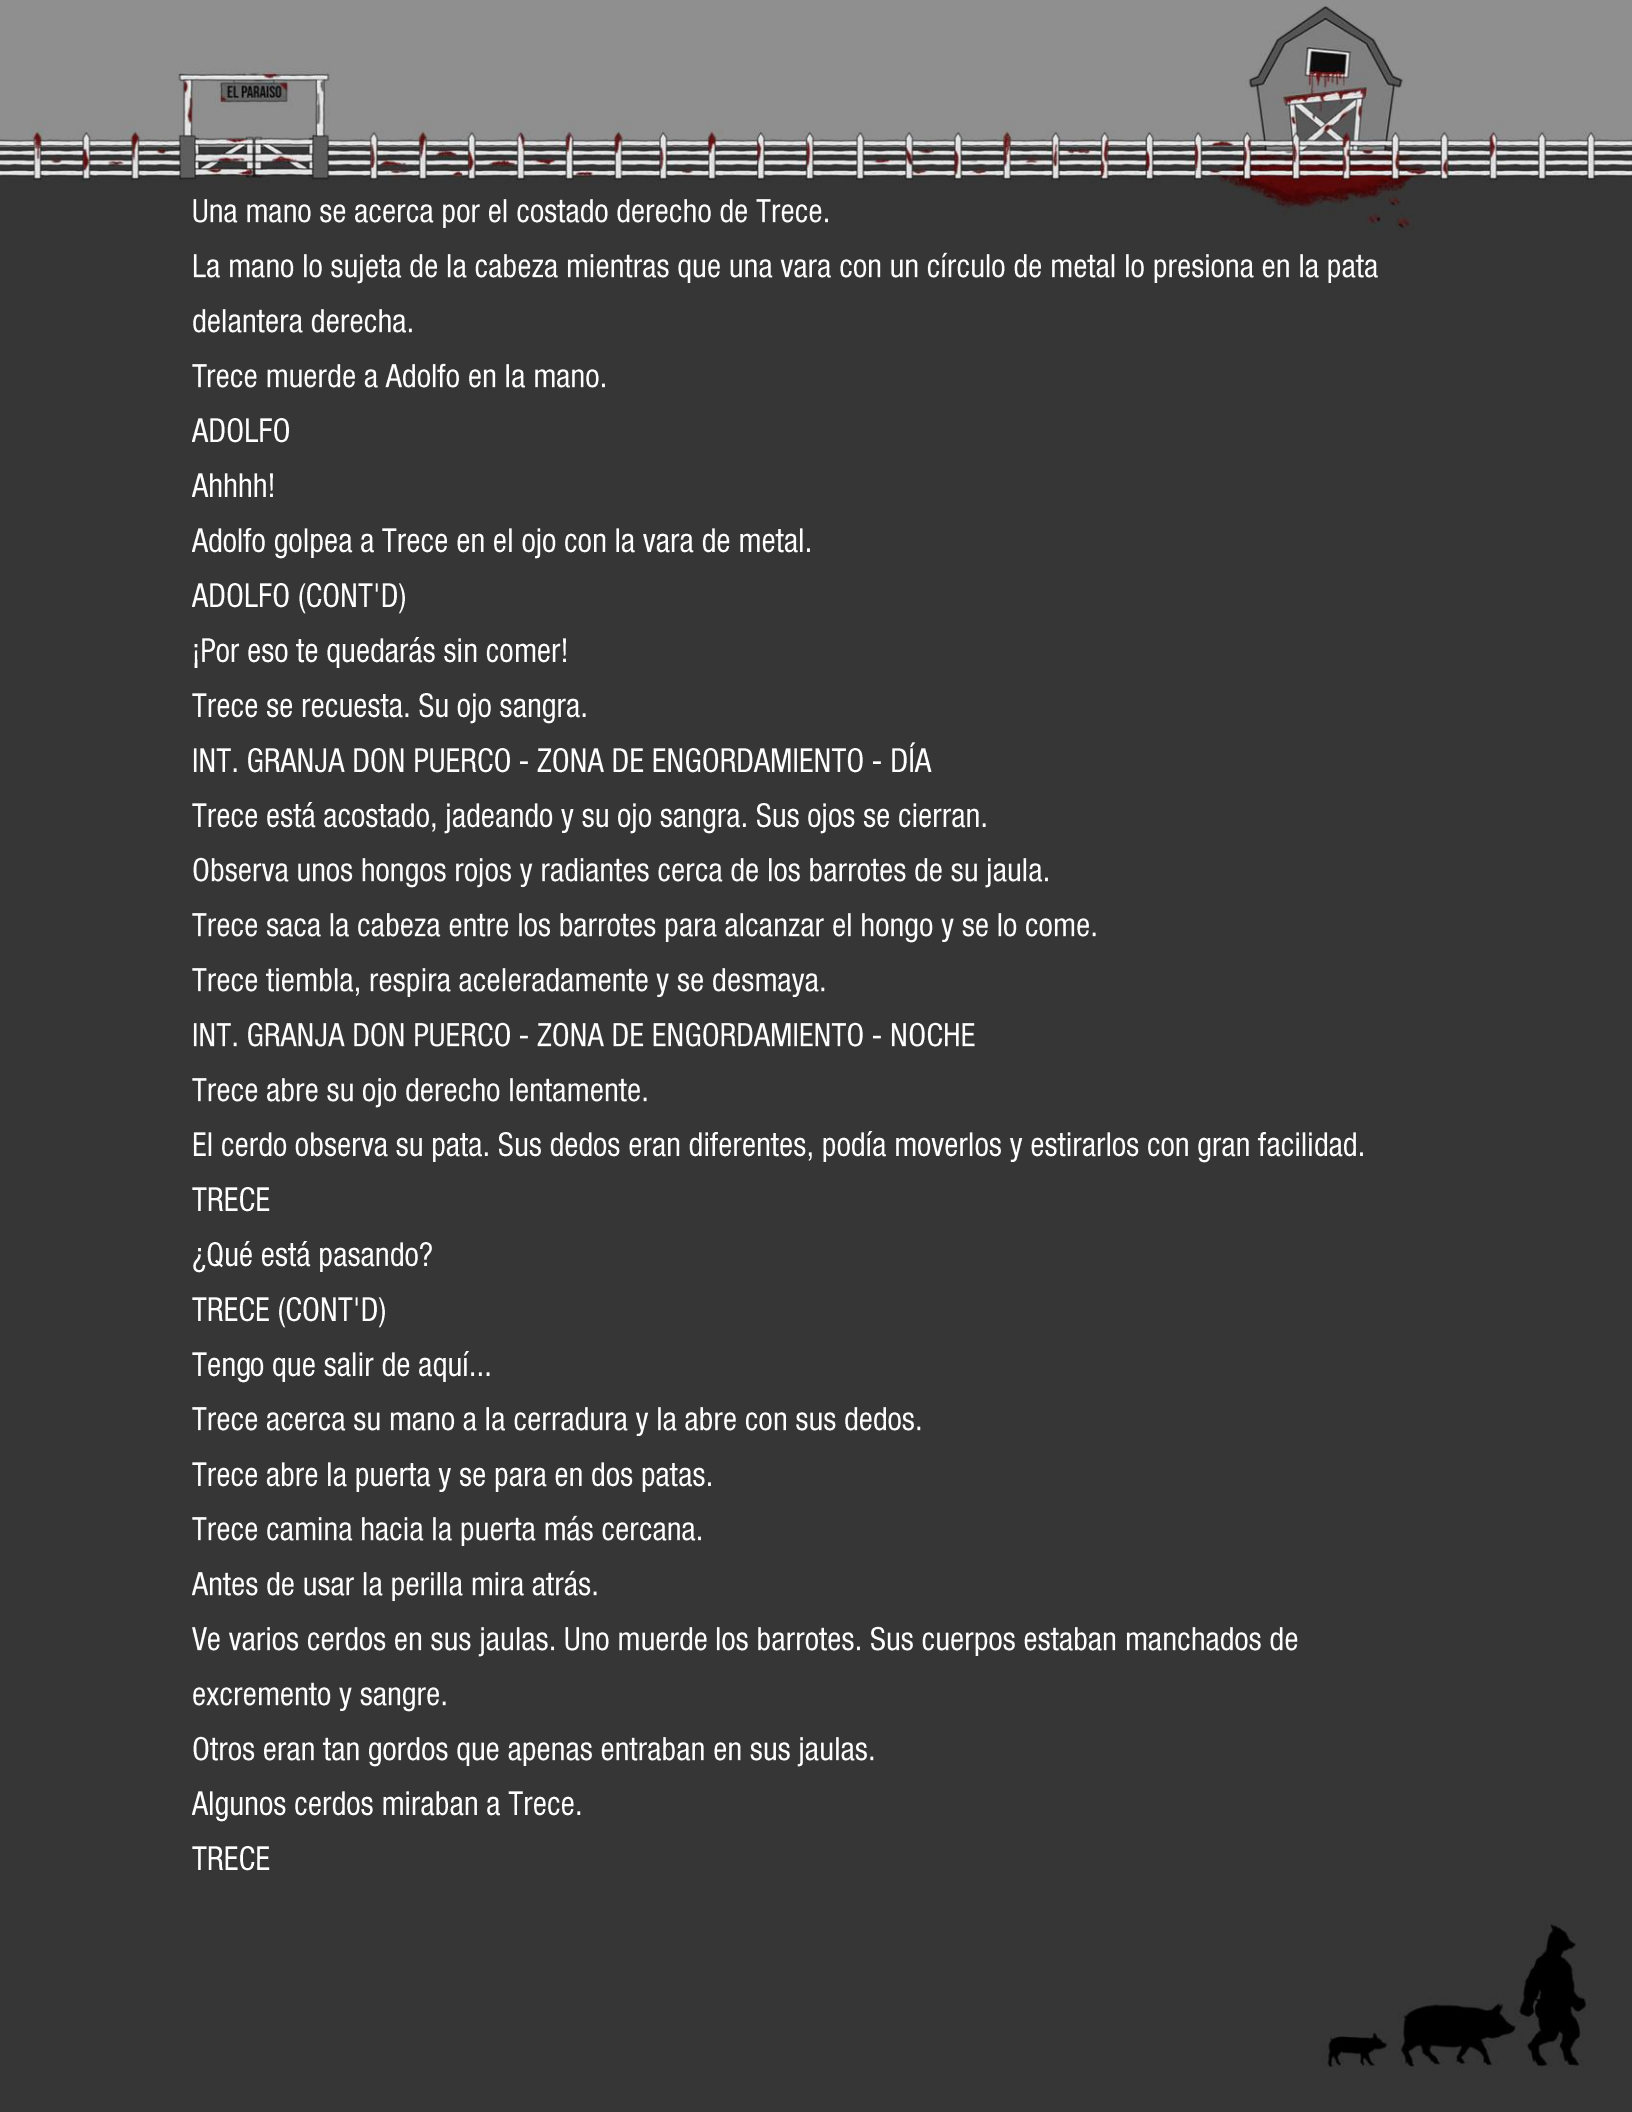 EL PARAISO
Una mano se acerca por el costado derecho de Trece.
La mano lo sujeta de la cabeza mientras que una vara con un círculo de metal lo presiona en la pata
delantera derecha.
Trece muerde a Adolfo en la mano.
ADOLFO
Ahhhh!
Adolfo golpea a Trece en el ojo con la vara de metal.
ADOLFO (CONT'D)
¡Por eso te quedarás sin comer!
Trece se recuesta. Su ojo sangra.
INT. GRANJA DON PUERCO - ZONA DE ENGORDAMIENTO - DÍA
Trece está acostado, jadeando y su ojo sangra. Sus ojos se cierran.
Observa unos hongos rojos y radiantes cerca de los barrotes de su jaula.
Trece saca la cabeza entre los barrotes para alcanzar el hongo y se lo come.
Trece tiembla, respira aceleradamente y se desmaya.
INT. GRANJA DON PUERCO - ZONA DE ENGORDAMIENTO - NOCHE
Trece abre su ojo derecho lentamente.
El cerdo observa su pata. Sus dedos eran diferentes, podía moverlos y estirarlos con gran facilidad.
TRECE
¿Qué está pasando?
TRECE (CONT'D)
Tengo que salir de aquí...
Trece acerca su mano a la cerradura y la abre con sus dedos.
Trece abre la puerta y se para en dos patas.
Trece camina hacia la puerta más cercana.
Antes de usar la perilla mira atrás.
Ve varios cerdos en sus jaulas. Uno muerde los barrotes. Sus cuerpos estaban manchados de
excremento y sangre.
Otros eran tan gordos que apenas entraban en sus jaulas.
Algunos cerdos miraban a Trece.
TRECE